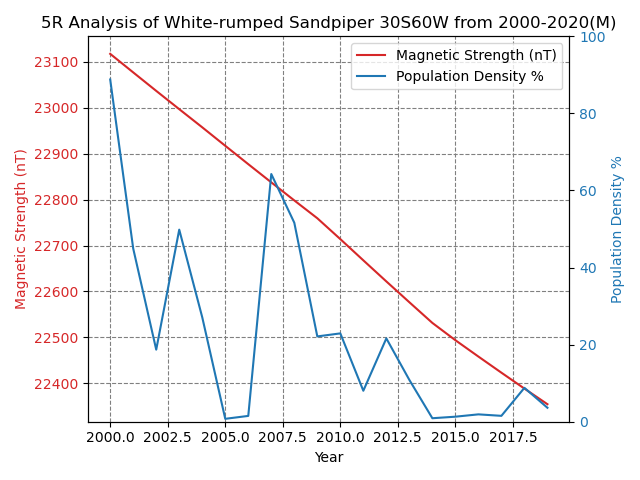 5R Analysis of White-rumped Sandpiper 30S60W from 2000-2020(M)
Magnetic Strength (nT)
Population Density %
23100
23000
22900
22800
22700
22600
22500
22400
Magnetic Strength (nT)
100
80
60
40
20
0
Population Density %
2000.0 2002.5 2005.0 2007.5 2010.0 2012.5 2015.0 2017.5
Year